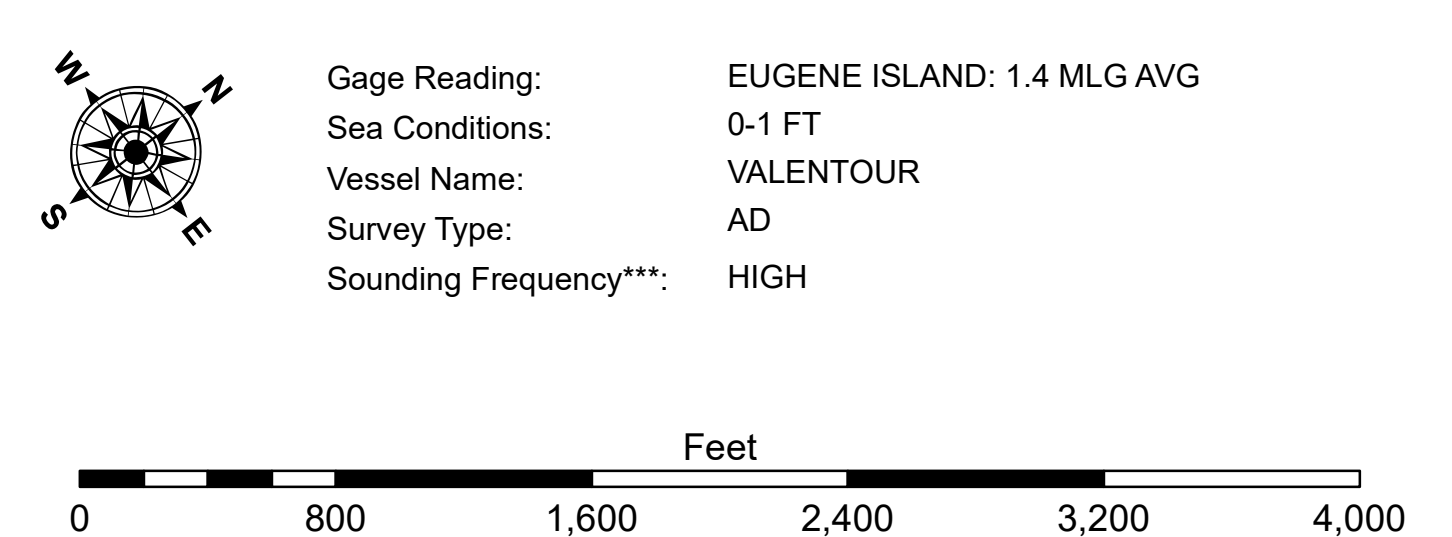 W
N
S
E
Gage Reading: EUGENE ISLAND: 1.4 MLG AVG
Sea Conditions: 0-1 FT
Vessel Name: VALENTOUR
Survey Type: AD
Sounding Frequency***: HIGH
Feet
0 800 1,600 2,400 3,200 4,000